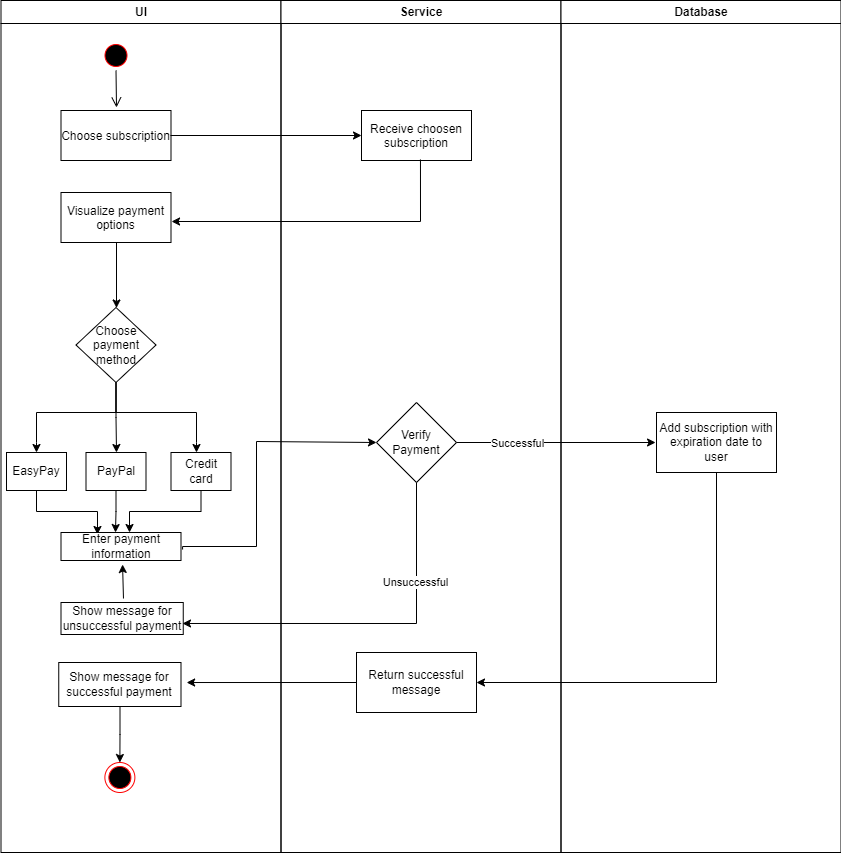 UI
Service
Database
Choose subscription
Receive choosen
subscription
Visualize payment
options
Choose
payment
method
EasyPay
PayPal
Credit
card
Verify
Payment
Successful
Add subscription with
expiration date to
user
Enter payment
information
Unsuccessful
Show message for
unsuccessful payment
Show message for
successful payment
Return successful
message